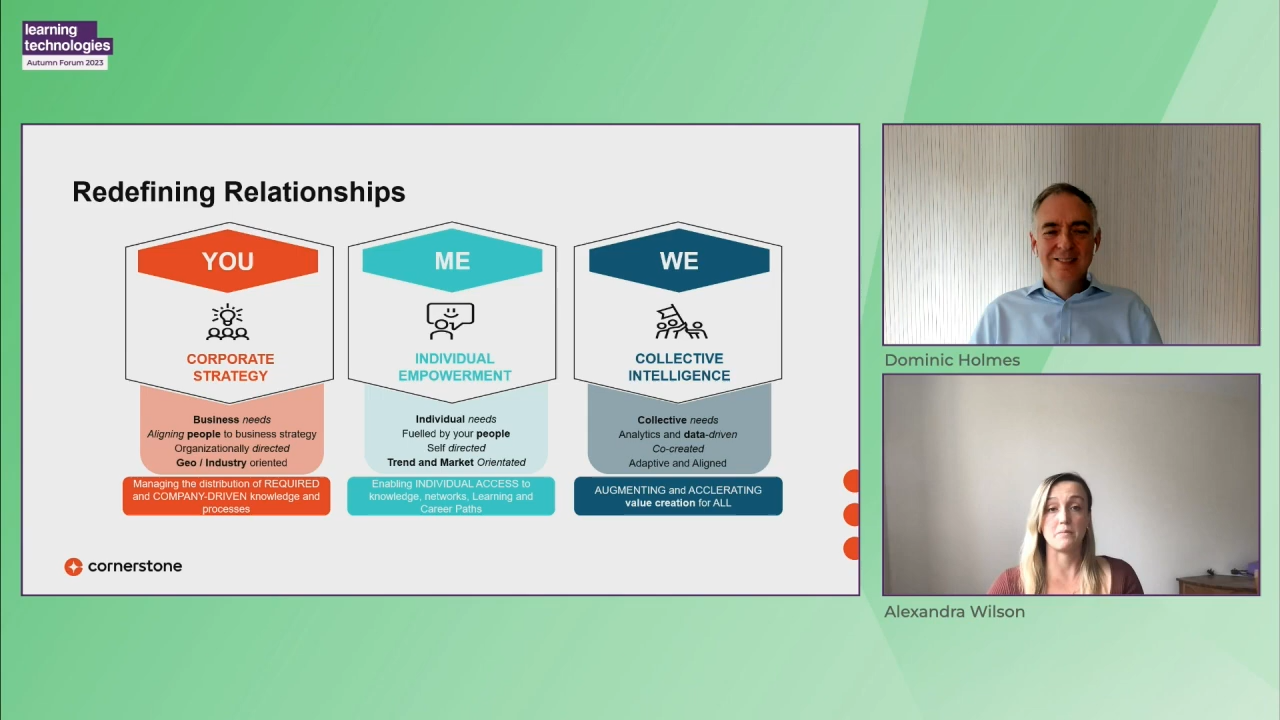 learning
technologies
Autumn Forum 2023
Redefining Relationships
YOU
CORPORATE
STRATEGY
Business needs
Aligning people to business strategy
Organizationally directed
Geo / Industry oriented
Managing the distribution of REQUIRED
and COMPANY-DRIVEN knowledge and
processes
ME
INDIVIDUAL
EMPOWERMENT
Individual needs
Fuelled by your people
Self directed
Trend and Market Orientated
Enabling INDIVIDUAL ACCESS to
knowledge, networks, Learning and
Career Paths
WE
COLLECTIVE
INTELLIGENCE
Collective needs
Analytics and data-driven
Co-created
Adaptive and Aligned
AUGMENTING and ACCLERATING
value creation for ALL
cornerstone
Dominic Holmes
Alexandra Wilson